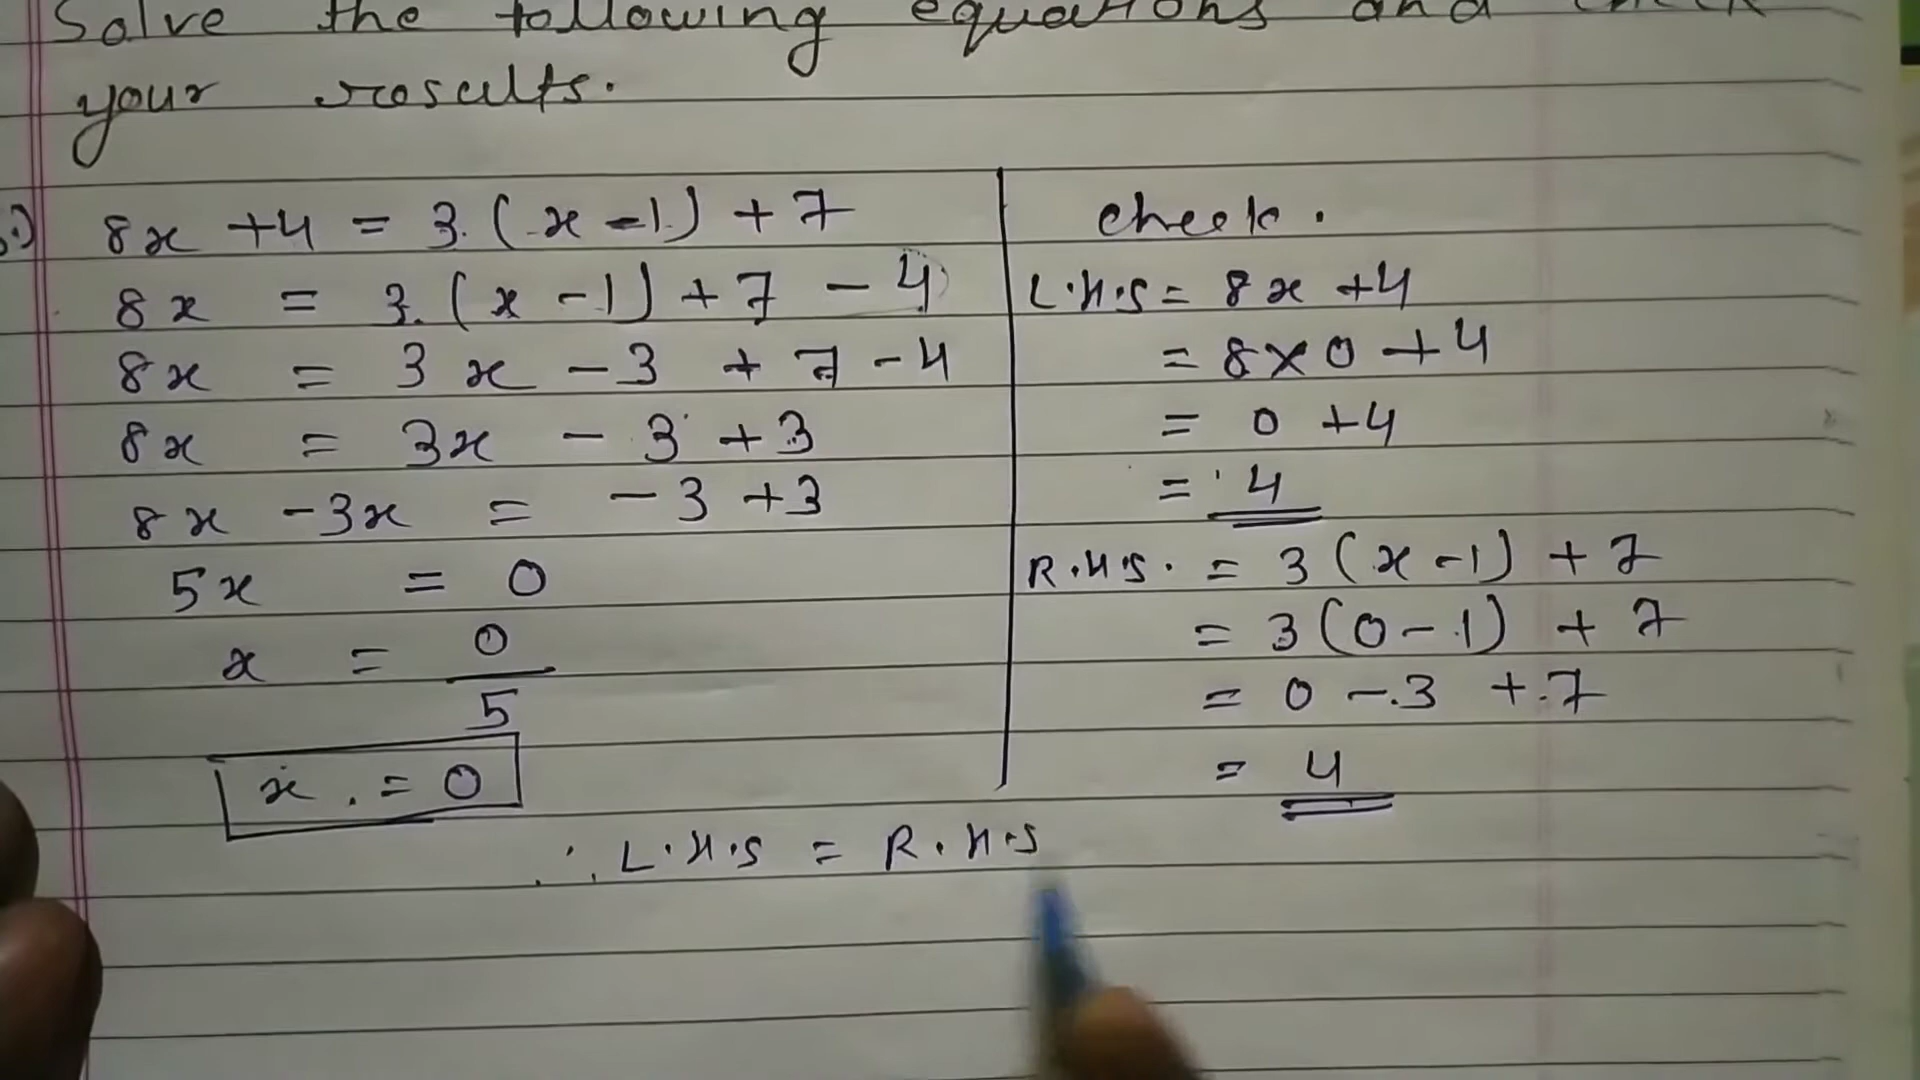 Solve the following equations and check
your results.
8x + 4 = 3 (x - 1) + 7
8x = 3 (x - 1) + 7 - 4
8x = 3x - 3 + 7 - 4
8x = 3x - 3 + 3
8x - 3x = - 3 + 3
5x = 0
x = 0/5
x = 0
check.
L.H.S = 8x + 4
= 8 × 0 + 4
= 0 + 4
= 4
R.H.S. = 3 (x - 1) + 7
= 3 (0 - 1) + 7
= 0 - 3 + 7
= 4
∴ L.H.S = R.H.S